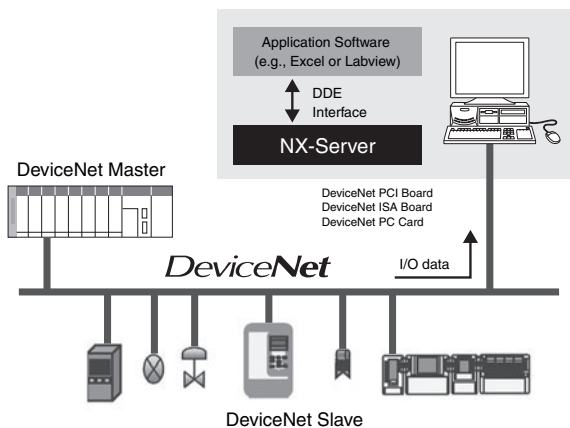 Application Software
(e.g., Excel or Labview)
DDE
Interface
NX-Server
DeviceNet Master
DeviceNet PCI Board
DeviceNet ISA Board
DeviceNet PC Card
DeviceNet
I/O data
DeviceNet Slave